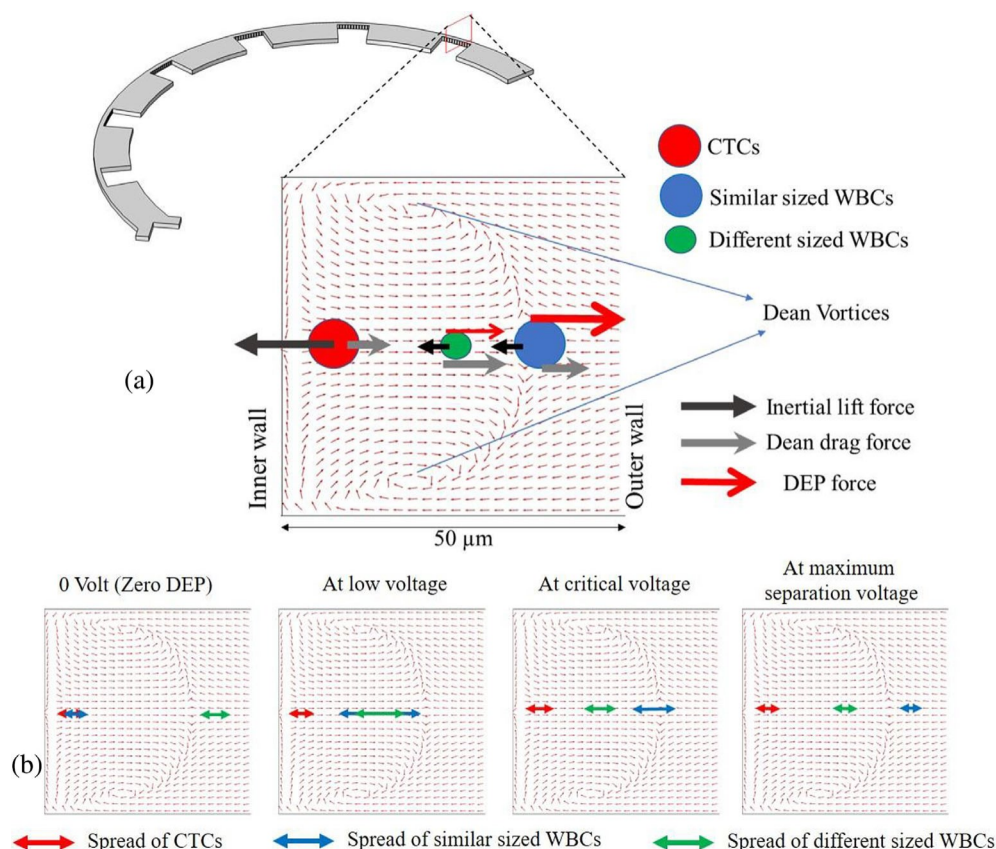 CTCs
Similar sized WBCs
Different sized WBCs
Dean Vortices
(a)
Inner wall
Outer wall
Inertial lift force
Dean drag force
DEP force
50 µm
0 Volt (Zero DEP)
At low voltage
At critical voltage
At maximum
separation voltage
(b)
Spread of CTCs
Spread of similar sized WBCs
Spread of different sized WBCs